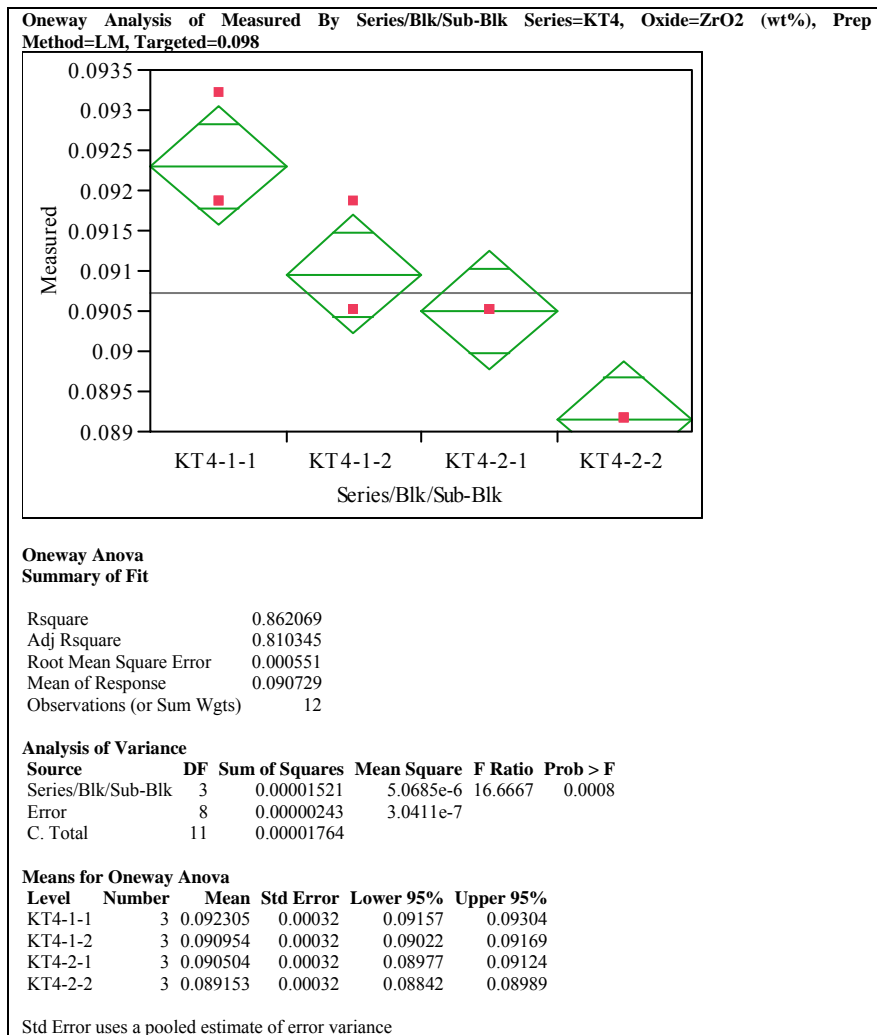 Oneway Analysis of Measured By Series/Blk/Sub-Blk Series=KT4, Oxide=ZrO2 (wt%), Prep
Method=LM, Targeted=0.098
0.0935
0.093
0.0925
0.092
0.0915
0.091
0.0905
0.09
0.0895
0.089
Measured
KT4-1-1 KT4-1-2 KT4-2-1 KT4-2-2
Series/Blk/Sub-Blk
Oneway Anova
Summary of Fit
Rsquare 0.862069
Adj Rsquare 0.810345
Root Mean Square Error 0.000551
Mean of Response 0.090729
Observations (or Sum Wgts) 12
Analysis of Variance
Source DF Sum of Squares Mean Square F Ratio Prob > F
Series/Blk/Sub-Blk 3 0.00001521 5.0685e-6 16.6667 0.0008
Error 8 0.00000243 3.0411e-7
C. Total 11 0.00001764
Means for Oneway Anova
Level Number Mean Std Error Lower 95% Upper 95%
KT4-1-1 3 0.092305 0.00032 0.09157 0.09304
KT4-1-2 3 0.090954 0.00032 0.09022 0.09169
KT4-2-1 3 0.090504 0.00032 0.08977 0.09124
KT4-2-2 3 0.089153 0.00032 0.08842 0.08989
Std Error uses a pooled estimate of error variance